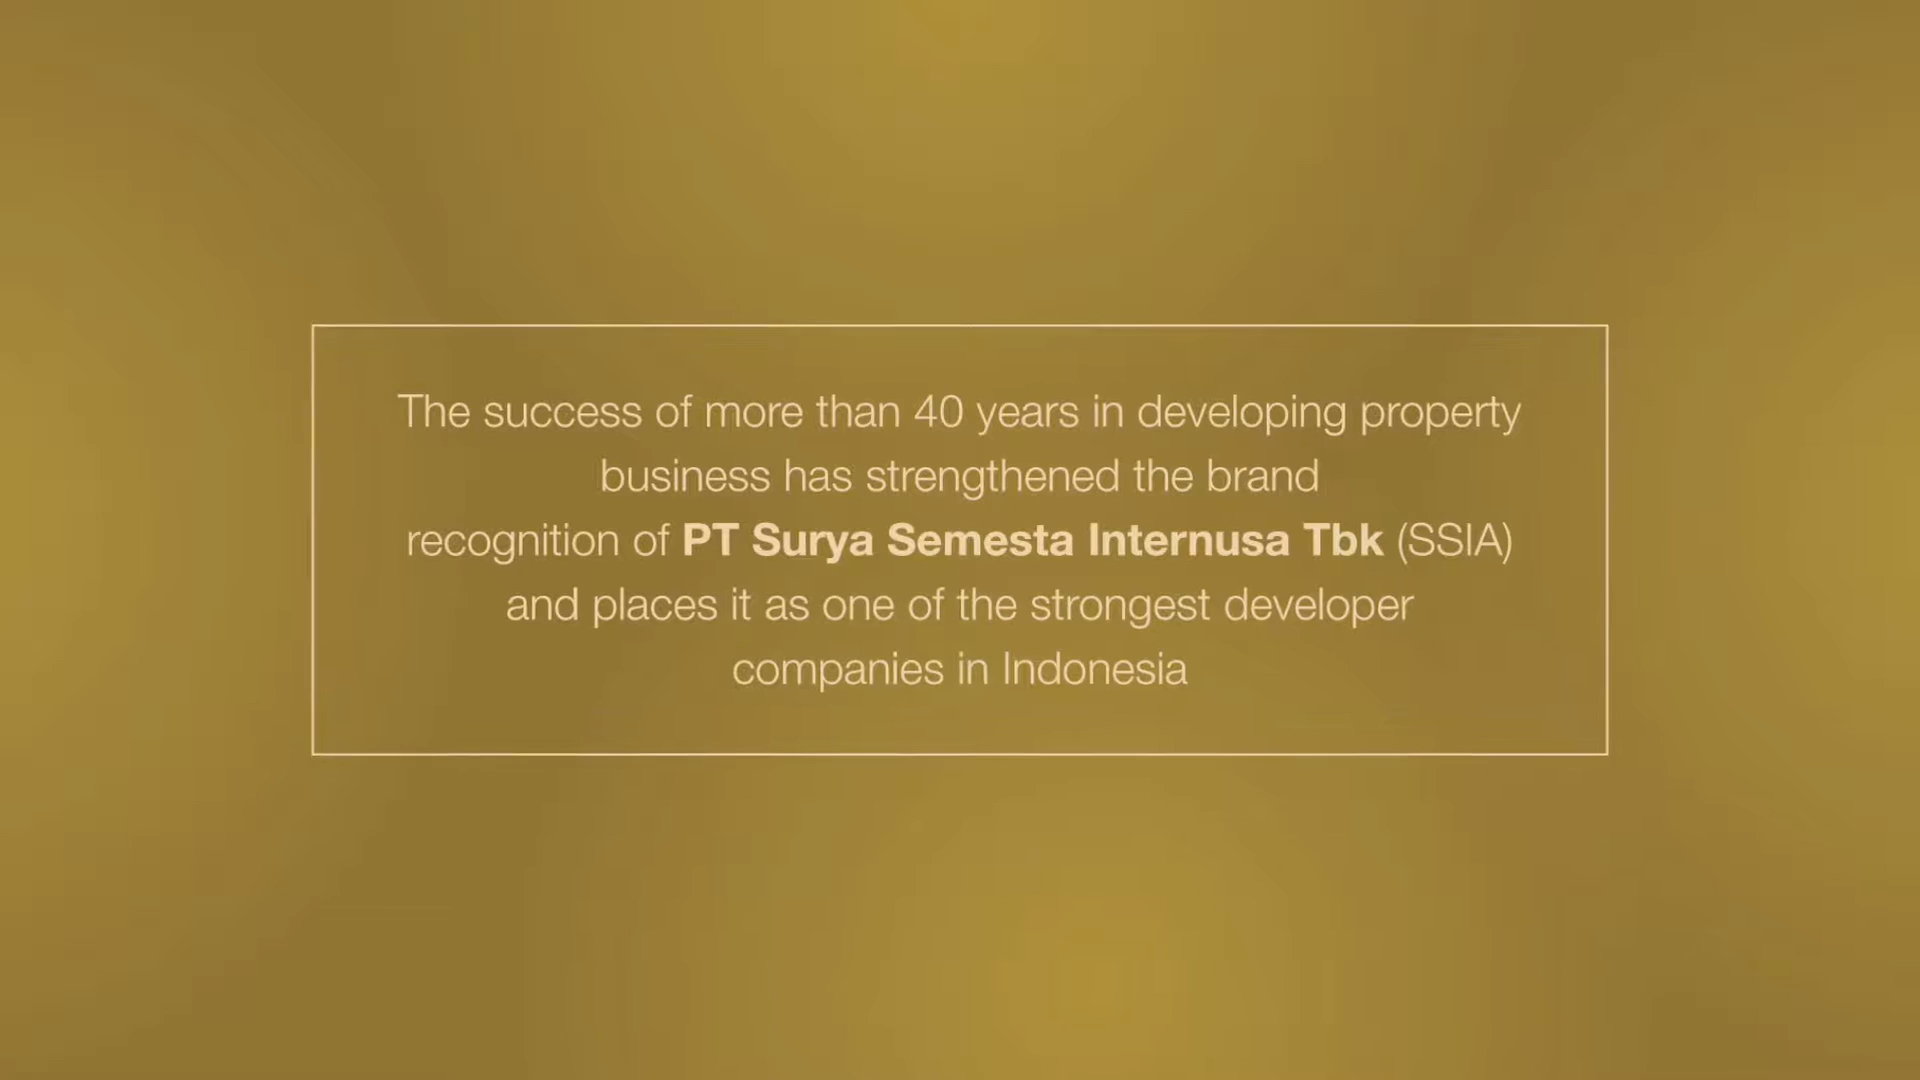 The success of more than 40 years in developing property
business has strengthened the brand
recognition of PT Surya Semesta Internusa Tbk (SSIA)
and places it as one of the strongest developer
companies in Indonesia